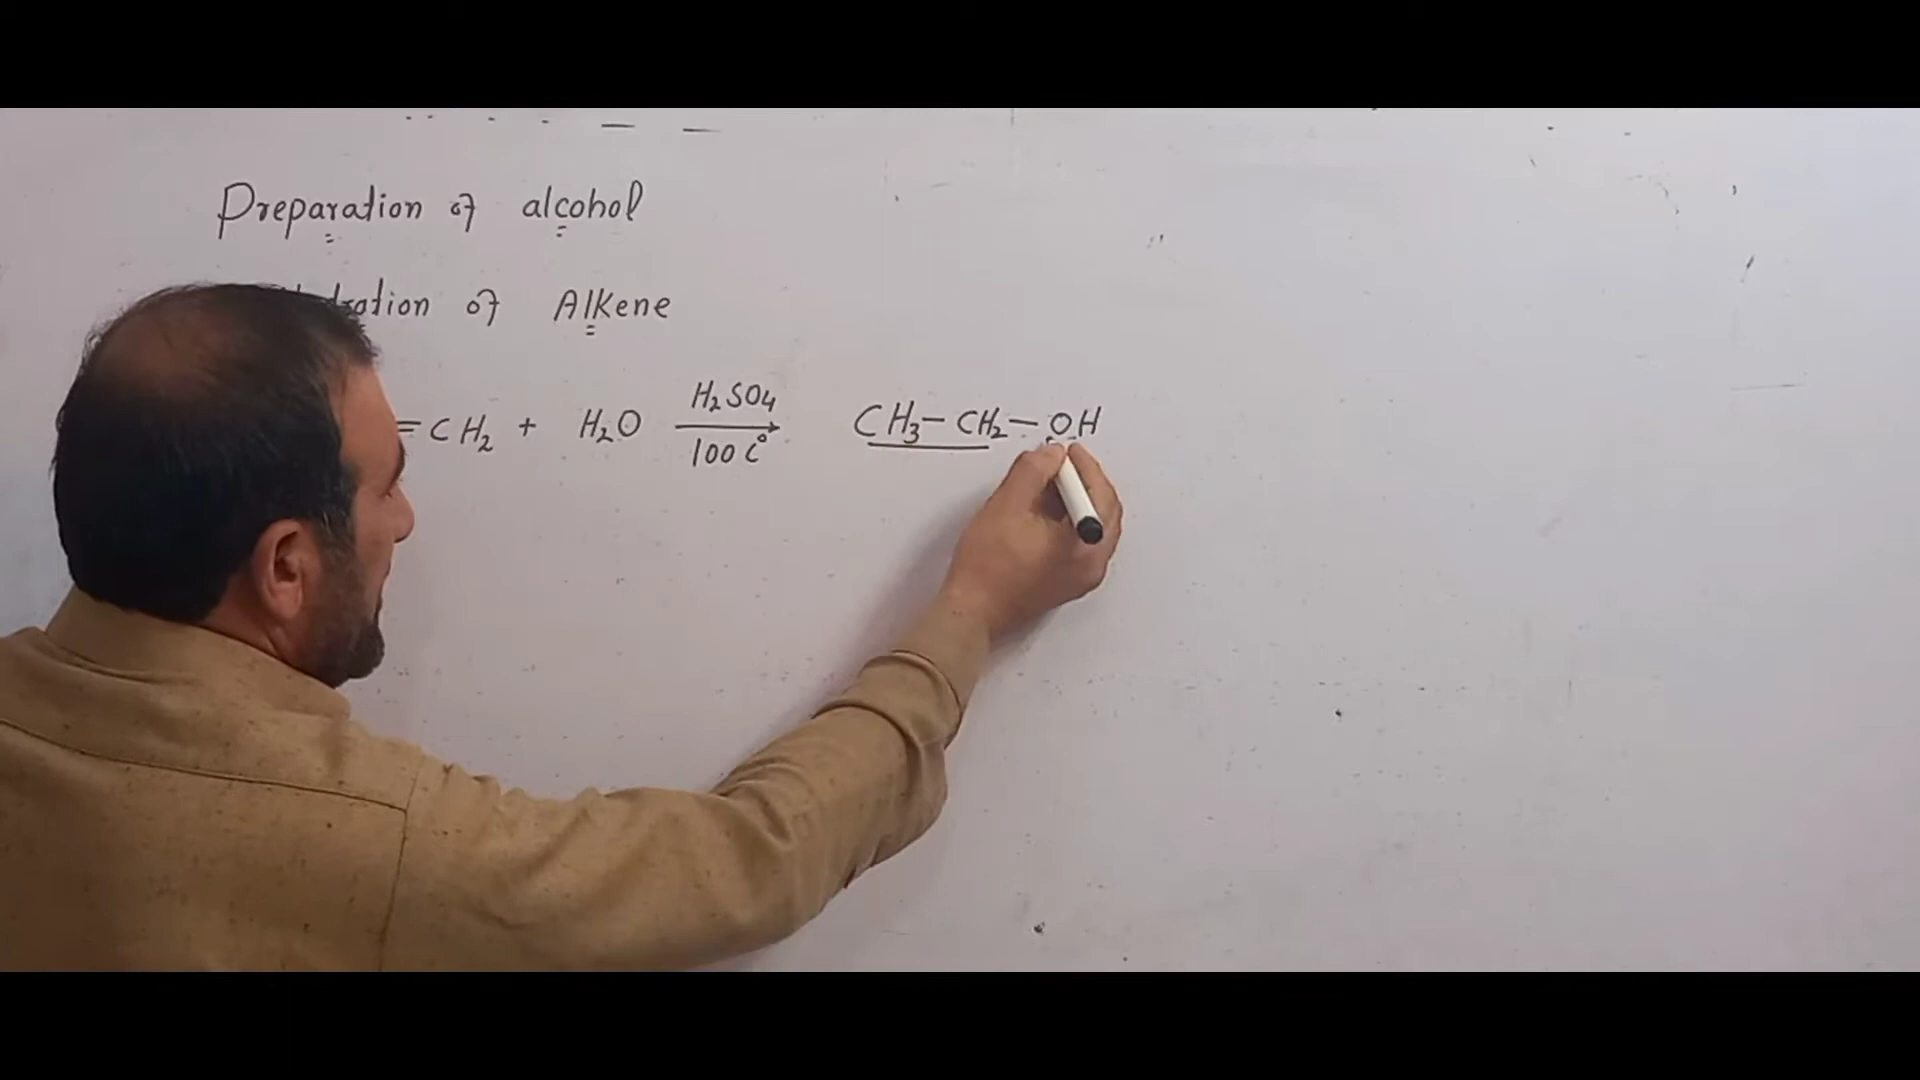 Preparation of alcohol
of Alkene
=CH₂ + H₂O H₂SO₄ 100 C° CH₃-CH₂-OH